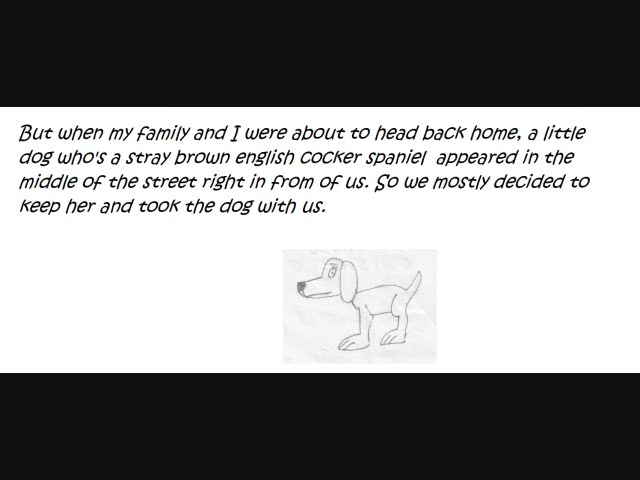 But when my family and I were about to head back home, a little
dog who's a stray brown english cocker spaniel  appeared in the
middle of the street right in from of us. So we mostly decided to
keep her and took the dog with us.